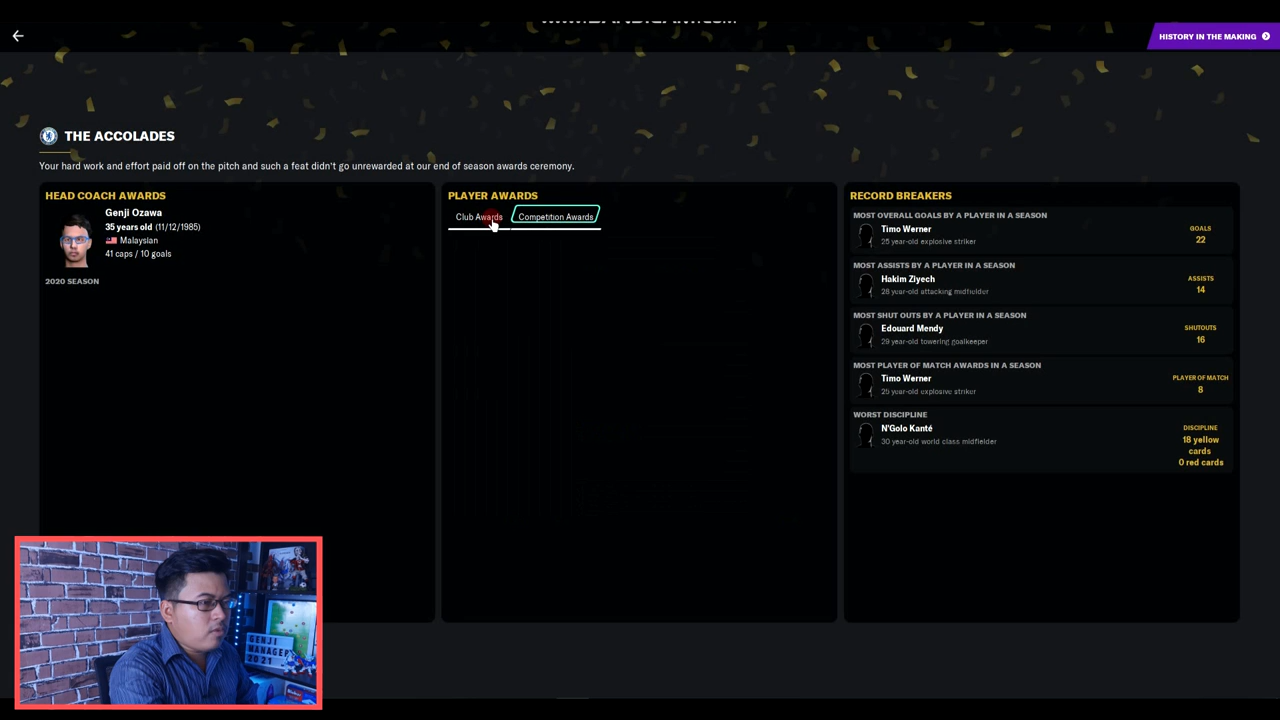 HISTORY IN THE MAKING
THE ACCOLADES
Your hard work and effort paid off on the pitch and such a feat didn't go unrewarded at our end of season awards ceremony.
HEAD COACH AWARDS
Genji Ozawa
35 years old (11/12/1985)
Malaysian
41 caps / 10 goals
2020 SEASON
PLAYER AWARDS
Club Awards
Competition Awards
RECORD BREAKERS
MOST OVERALL GOALS BY A PLAYER IN A SEASON
Timo Werner
25 year-old explosive striker
GOALS
22
MOST ASSISTS BY A PLAYER IN A SEASON
Hakim Ziyech
28 year-old attacking midfielder
ASSISTS
14
MOST SHUT OUTS BY A PLAYER IN A SEASON
Edouard Mendy
29 year-old towering goalkeeper
SHUTOUTS
16
MOST PLAYER OF MATCH AWARDS IN A SEASON
Timo Werner
25 year-old explosive striker
PLAYER OF MATCH
8
WORST DISCIPLINE
N'Golo Kanté
30 year-old world class midfielder
DISCIPLINE
18 yellow
cards
0 red cards
GENJI
MANAGER
2021